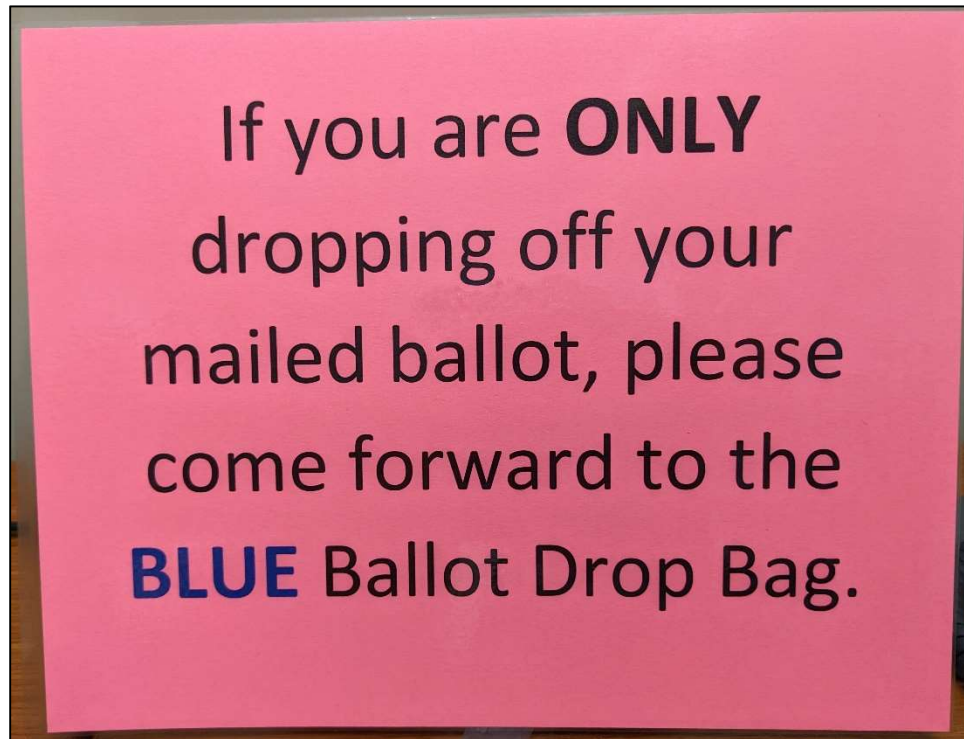 If you are ONLY
dropping off your
mailed ballot, please
come forward to the
BLUE Ballot Drop Bag.